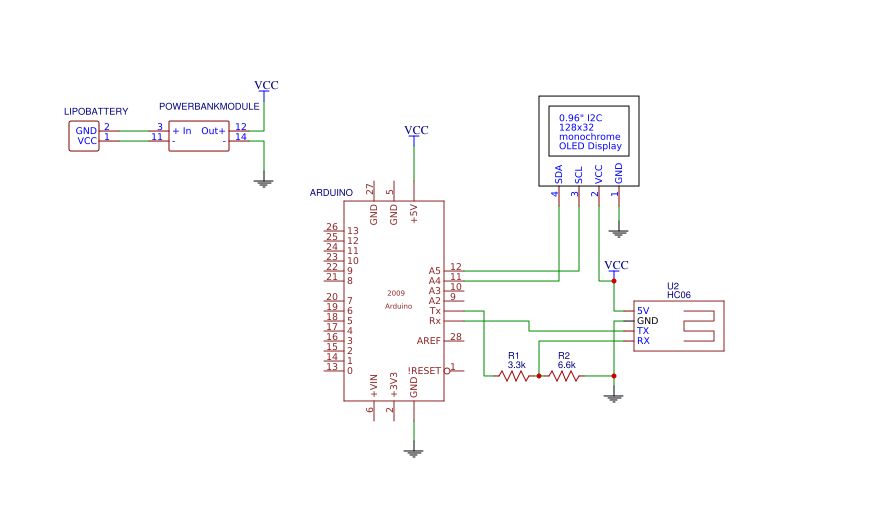 VCC
LIPOBATTERY
POWERBANKMODULE
GND 2 3 + In Out+ 12
VCC 1 11 - - 14
VCC
0.96" I2C
128x32
monochrome
OLED Display
SDA SCL VCC GND
4 3 2 1
ARDUINO
27 5
GND GND +5V
26 13
25 12
24 11
23 10
22 9
21 8
20 7
19 6
18 5
17 4
16 3
15 2
14 1
13 0
2009
Arduino
A5 12
A4 11
A3 10
A2 9
Tx
Rx
AREF 28
!RESET 1
+VIN +3V3 GND
6 2
VCC
U2
HC06
5V
GND
TX
RX
R1
3.3k
R2
6.6k